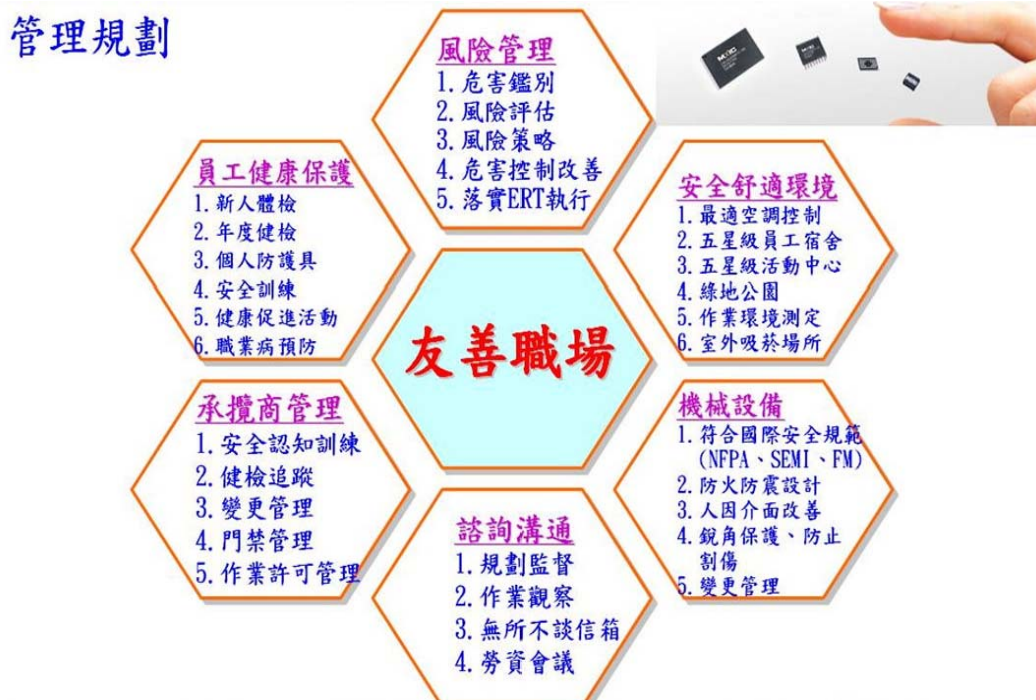 管理規劃
風險管理
1. 危害鑑別
2. 風險評估
3. 風險策略
4. 危害控制改善
5. 落實ERT執行
員工健康保護
1. 新人體檢
2. 年度健檢
3. 個人防護具
4. 安全訓練
5. 健康促進活動
6. 職業病預防
安全舒適環境
1. 最適空調控制
2. 五星級員工宿舍
3. 五星級活動中心
4. 綠地公園
5. 作業環境測定
6. 室外吸菸場所
友善職場
承攬商管理
1. 安全認知訓練
2. 健檢追蹤
3. 變更管理
4. 門禁管理
5. 作業許可管理
機械設備
1. 符合國際安全規範
(NFPA、SEMI、FM)
2. 防火防震設計
3. 人因介面改善
4. 銳角保護、防止
割傷
5. 變更管理
諮詢溝通
1. 規劃監督
2. 作業觀察
3. 無所不談信箱
4. 勞資會議